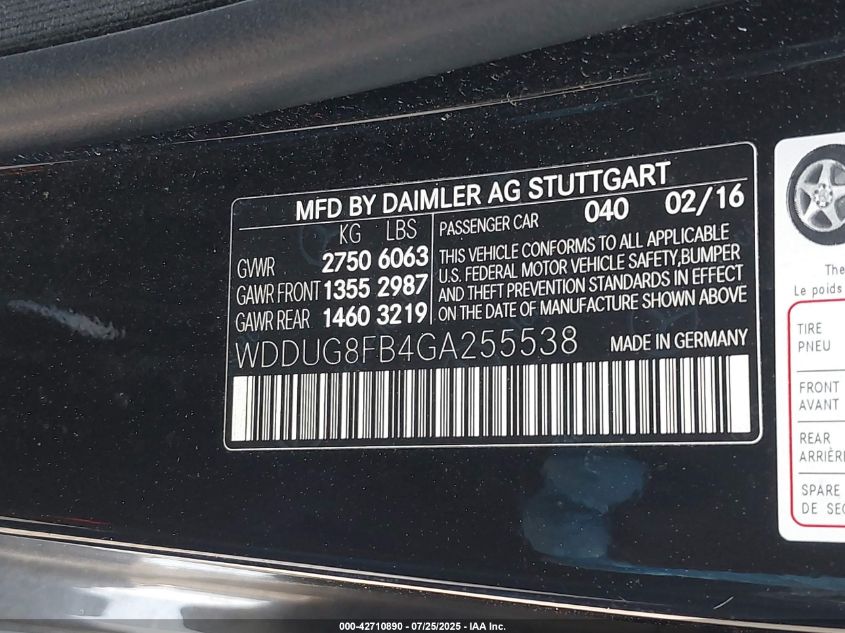 MFD BY DAIMLER AG STUTTGART
KG LBS
GVWR 2750 6063
GAWR FRONT 1355 2987
GAWR REAR 1460 3219
PASSENGER CAR 040 02/16
THIS VEHICLE CONFORMS TO ALL APPLICABLE
U.S. FEDERAL MOTOR VEHICLE SAFETY,BUMPER
AND THEFT PREVENTION STANDARDS IN EFFECT
ON THE DATE OF MANUFACTURE SHOWN ABOVE
WDDUG8FB4GA255538
MADE IN GERMANY
The
Le poids
TIRE
PNEU
FRONT
AVANT
REAR
ARRIÈRE
SPARE
DE SEC
000-42710890 - 07/25/2025 - IAA Inc.